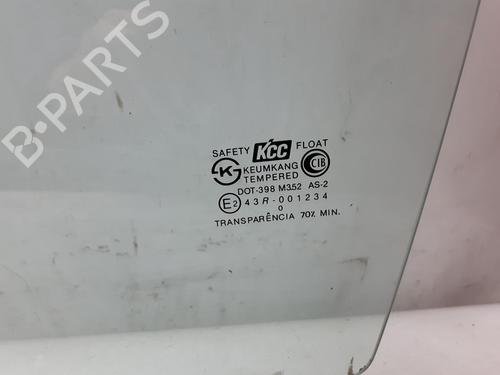 B-PARTS
SAFETY KCC FLOAT
K KEUMKANG CIB
TEMPERED
DOT-398 M352 AS-2
E2 43R-001234
0
TRANSPARÊNCIA 70% MIN.